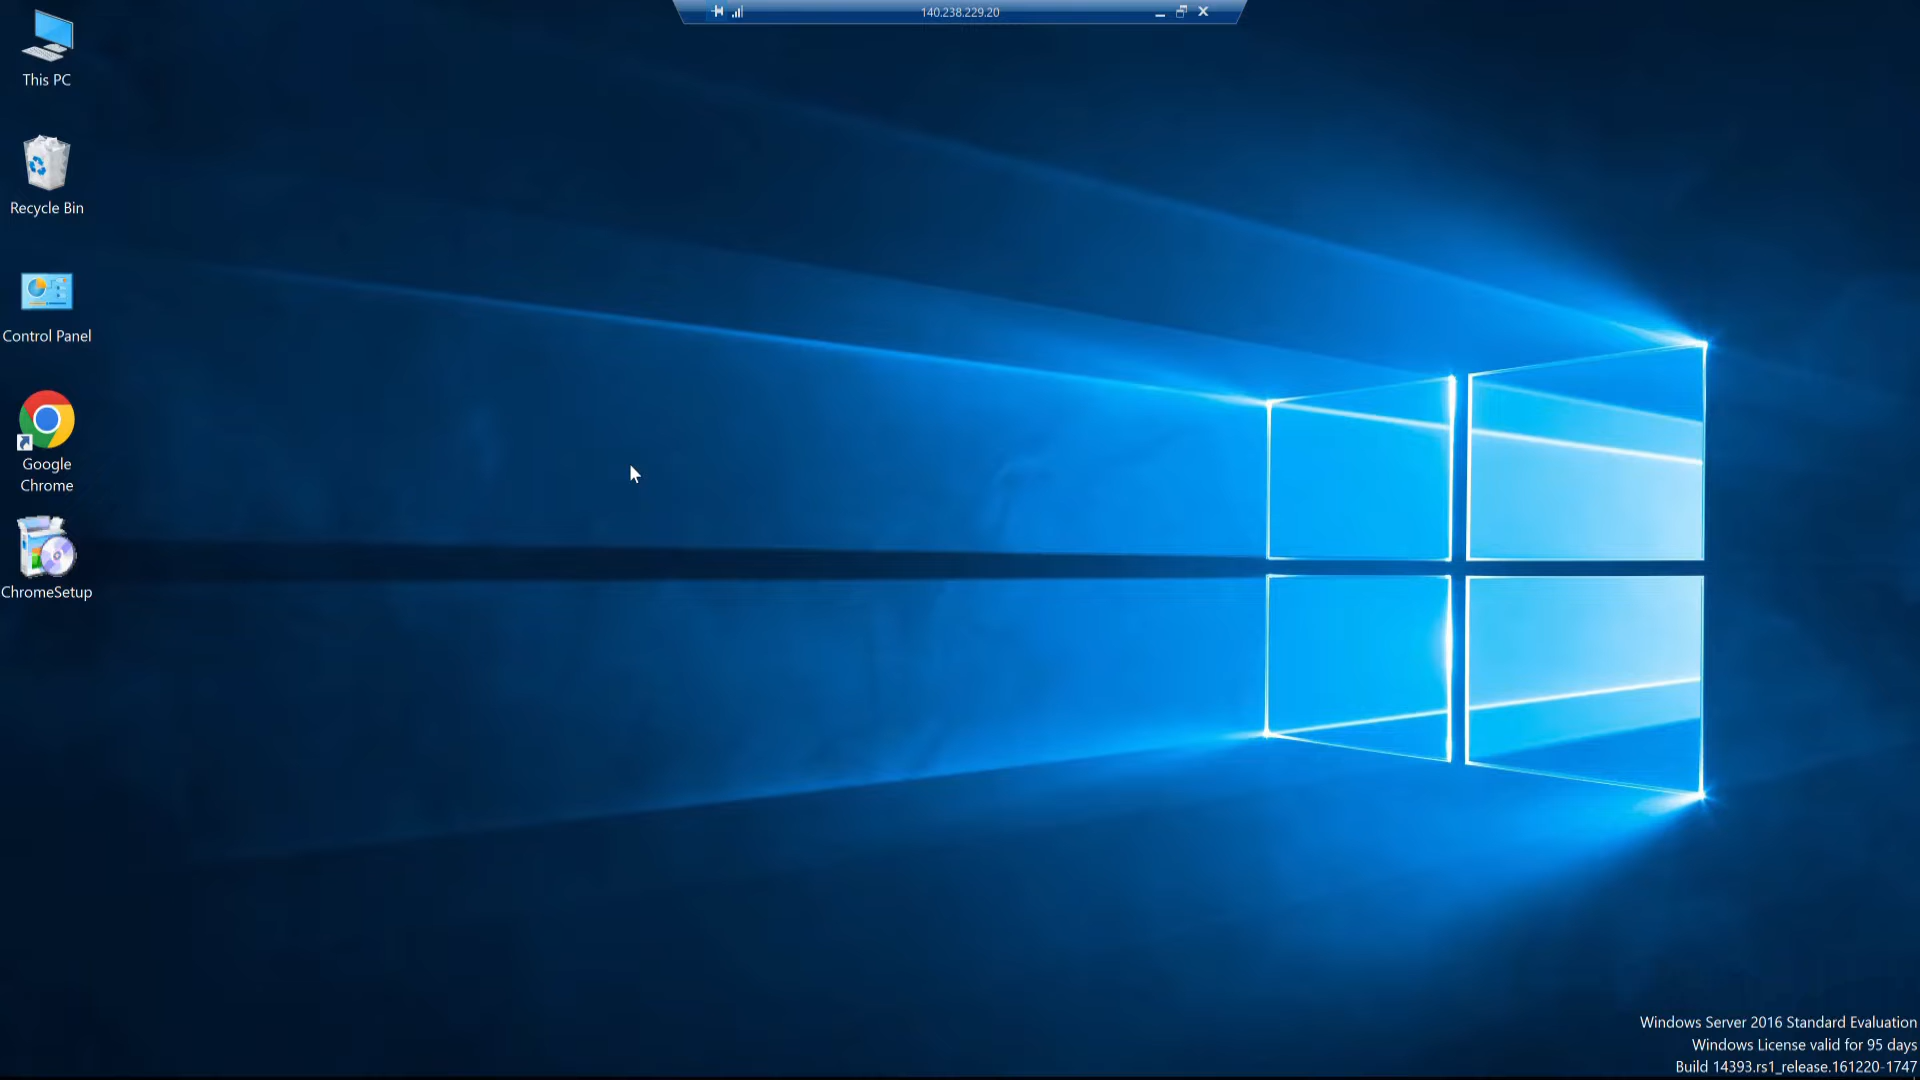 140.238.229.20
This PC
Recycle Bin
Control Panel
Google
Chrome
ChromeSetup
Windows Server 2016 Standard Evaluation
Windows License valid for 95 days
Build 14393.rs1_release.161220-1747